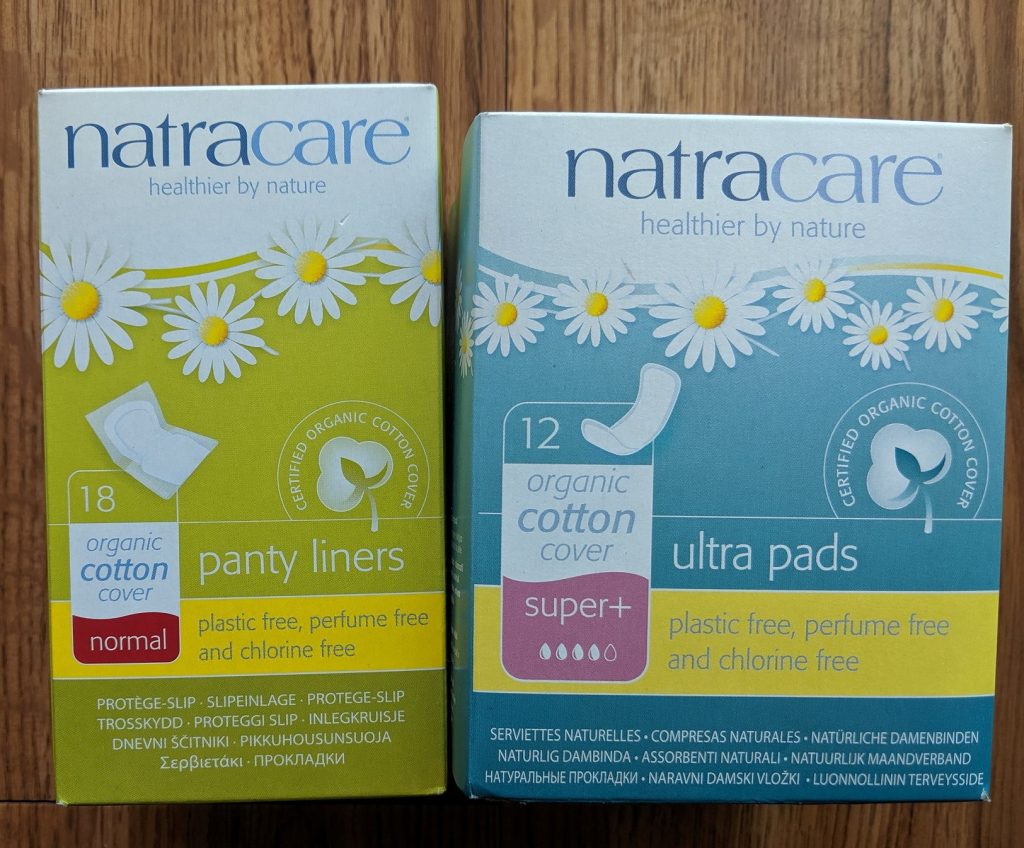 natracare
healthier by nature
CERTIFIED ORGANIC COTTON COVER
18
organic
cotton
cover
normal
panty liners
plastic free, perfume free
and chlorine free
PROTÈGE-SLIP · SLIPEINLAGE · PROTEGE-SLIP
TROSSKYDD · PROTEGGI SLIP · INLEGKRUISJE
DNEVNI ŠČITNIKI · PIKKUHOUSUNSUOJA
Σερβιετάκι · ПРОКЛАДКИ
natracare
healthier by nature
CERTIFIED ORGANIC COTTON COVER
12
organic
cotton
cover
super+
ultra pads
plastic free, perfume free
and chlorine free
SERVIETTES NATURELLES • COMPRESAS NATURALES • NATÜRLICHE DAMENBINDEN
NATURLIG DAMBINDA • ASSORBENTI NATURALI • NATUURLIJK MAANDVERBAND
НАТУРАЛЬНЫЕ ПРОКЛАДКИ • NARAVNI DAMSKI VLOŽKI • LUONNOLLININ TERVEYSSIDE